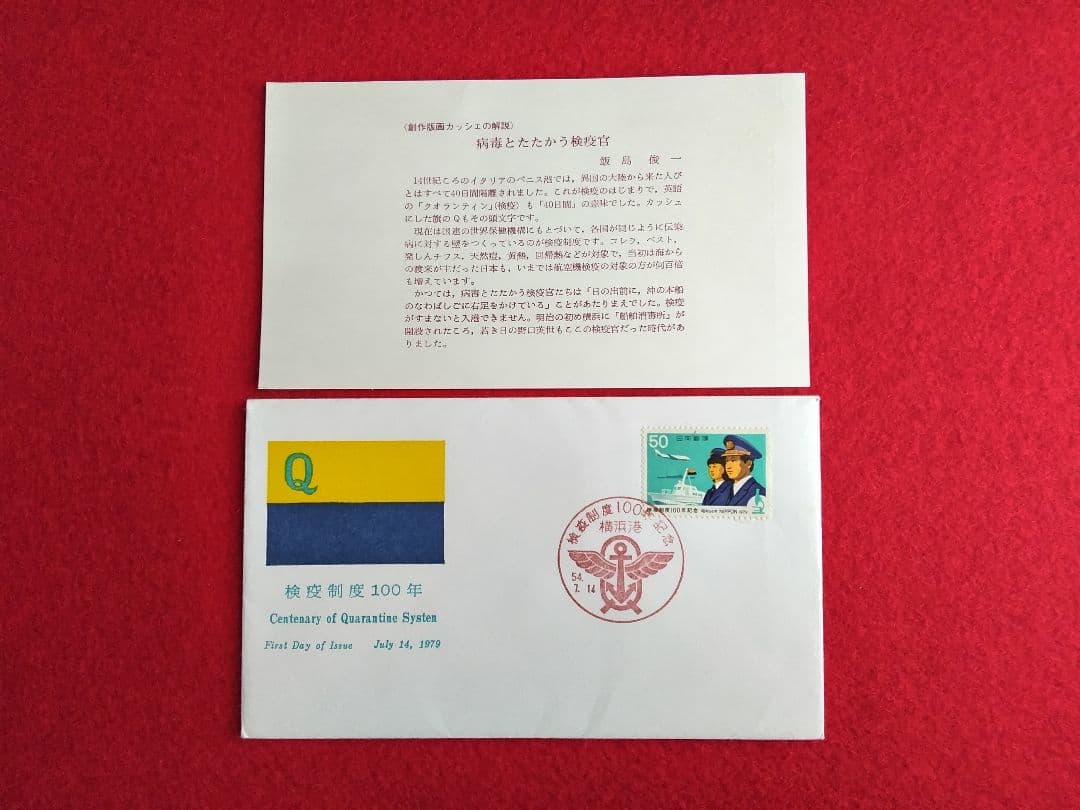 (創作版画カッシェの解説)
病毒とたたかう検疫官
飯島俊一
14世紀ころのイタリアのベニス港では，異国の大陸から来た人び
とはすべて40日間隔離されました。これが検疫のはじまりで，英語
の「クオランティン」(検疫）も「40日間」の意味でした。カッシェ
にした旗のQもその頭文字です。
現在は国連の世界保健機構にもとづいて，各国が同じように伝染
病に対する壁をつくっているのが検疫制度です。コレラ，ペスト，
発しんチフス，天然痘，黄熱，回帰熱などが対象で，当初は海から
の渡来が主だった日本も，いまでは航空機検疫の対象の方が何百倍
も増えています。
かつては，病毒とたたかう検疫官たちは「日の出前に，沖の本船
のなわばしごに右足をかけている」ことがあたりまえでした。検疫
がすまないと入港できません。明治の初め横浜に「船舶消毒所」が
開設されたころ，若き日の野口英世もここの検疫官だった時代があ
りました。
Q
検疫制度100年
Centenary of Quarantine Systen
First Day of Issue July 14, 1979
50 日本郵便
検疫制度100年記念 NIPPON 1979
検疫制度100年記念
横浜港
54.
7. 14